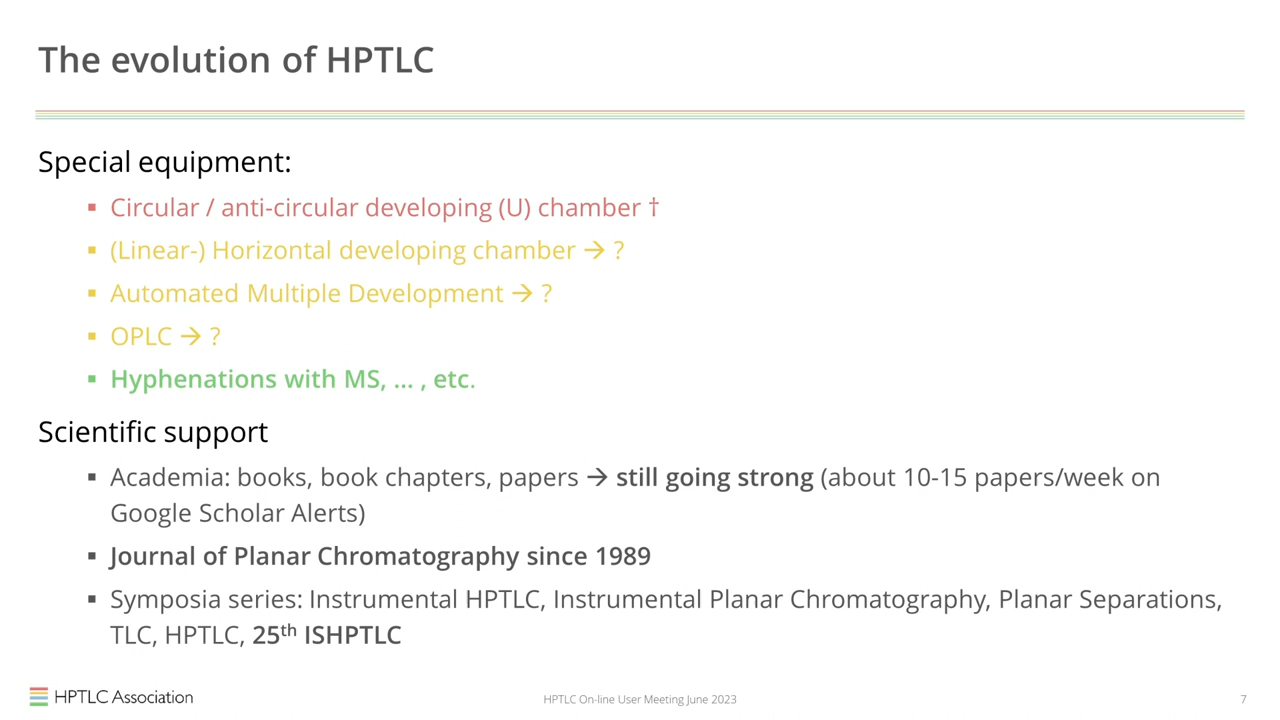 The evolution of HPTLC
Special equipment:
▪ Circular / anti-circular developing (U) chamber †
▪ (Linear-) Horizontal developing chamber → ?
▪ Automated Multiple Development → ?
▪ OPLC → ?
▪ Hyphenations with MS, ... , etc.
Scientific support
▪ Academia: books, book chapters, papers → still going strong (about 10-15 papers/week on
Google Scholar Alerts)
▪ Journal of Planar Chromatography since 1989
▪ Symposia series: Instrumental HPTLC, Instrumental Planar Chromatography, Planar Separations,
TLC, HPTLC, 25th ISHPTLC
HPTLC Association
HPTLC On-line User Meeting June 2023
7